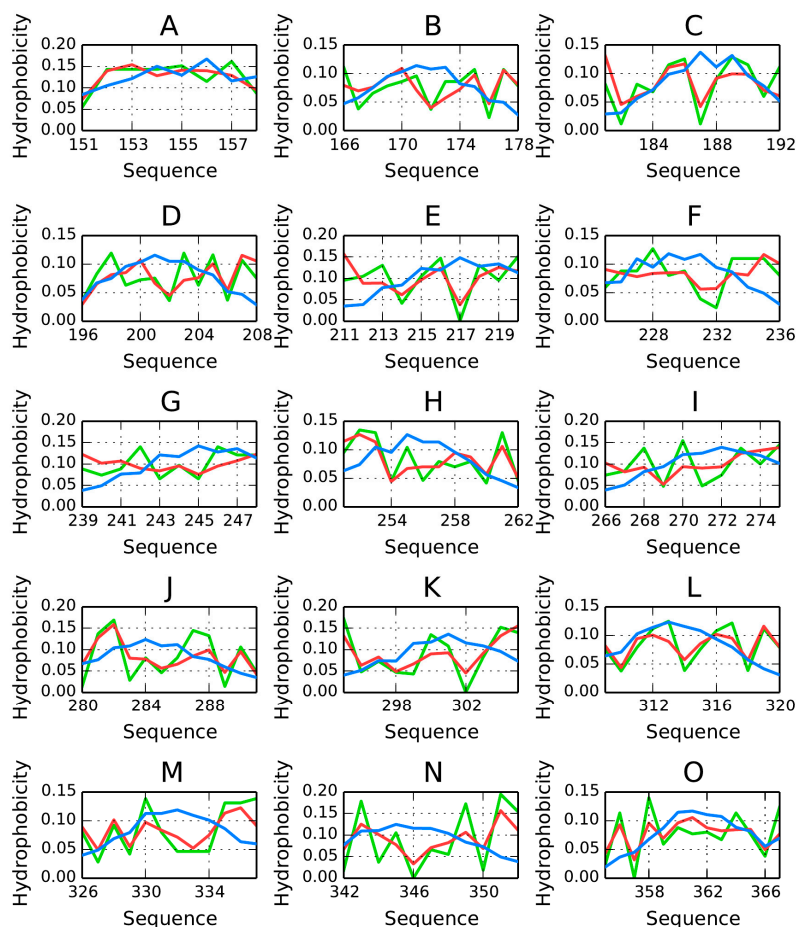 A B C
Hydrophobicity Hydrophobicity Hydrophobicity
0.20 0.15 0.15
0.15 0.10 0.10
0.10 0.05 0.05
0.05 0.00 0.00
0.00
151 153 155 157 166 170 174 178 184 188 192
Sequence Sequence Sequence
D E F
Hydrophobicity Hydrophobicity Hydrophobicity
0.15 0.20 0.15
0.10 0.15 0.10
0.05 0.10 0.05
0.00 0.05 0.00
0.00
196 200 204 208 211 213 215 217 219 228 232 236
Sequence Sequence Sequence
G H I
Hydrophobicity Hydrophobicity Hydrophobicity
0.20 0.15 0.20
0.15 0.10 0.15
0.10 0.05 0.10
0.05 0.00 0.05
0.00 0.00
239 241 243 245 247 254 258 262 266 268 270 272 274
Sequence Sequence Sequence
J K L
Hydrophobicity Hydrophobicity Hydrophobicity
0.20 0.20 0.15
0.15 0.15 0.10
0.10 0.10 0.05
0.05 0.05 0.00
0.00 0.00
280 284 288 298 302 312 316 320
Sequence Sequence Sequence
M N O
Hydrophobicity Hydrophobicity Hydrophobicity
0.15 0.20 0.15
0.10 0.15 0.10
0.05 0.10 0.05
0.00 0.05 0.00
0.00
326 330 334 342 346 350 358 362 366
Sequence Sequence Sequence